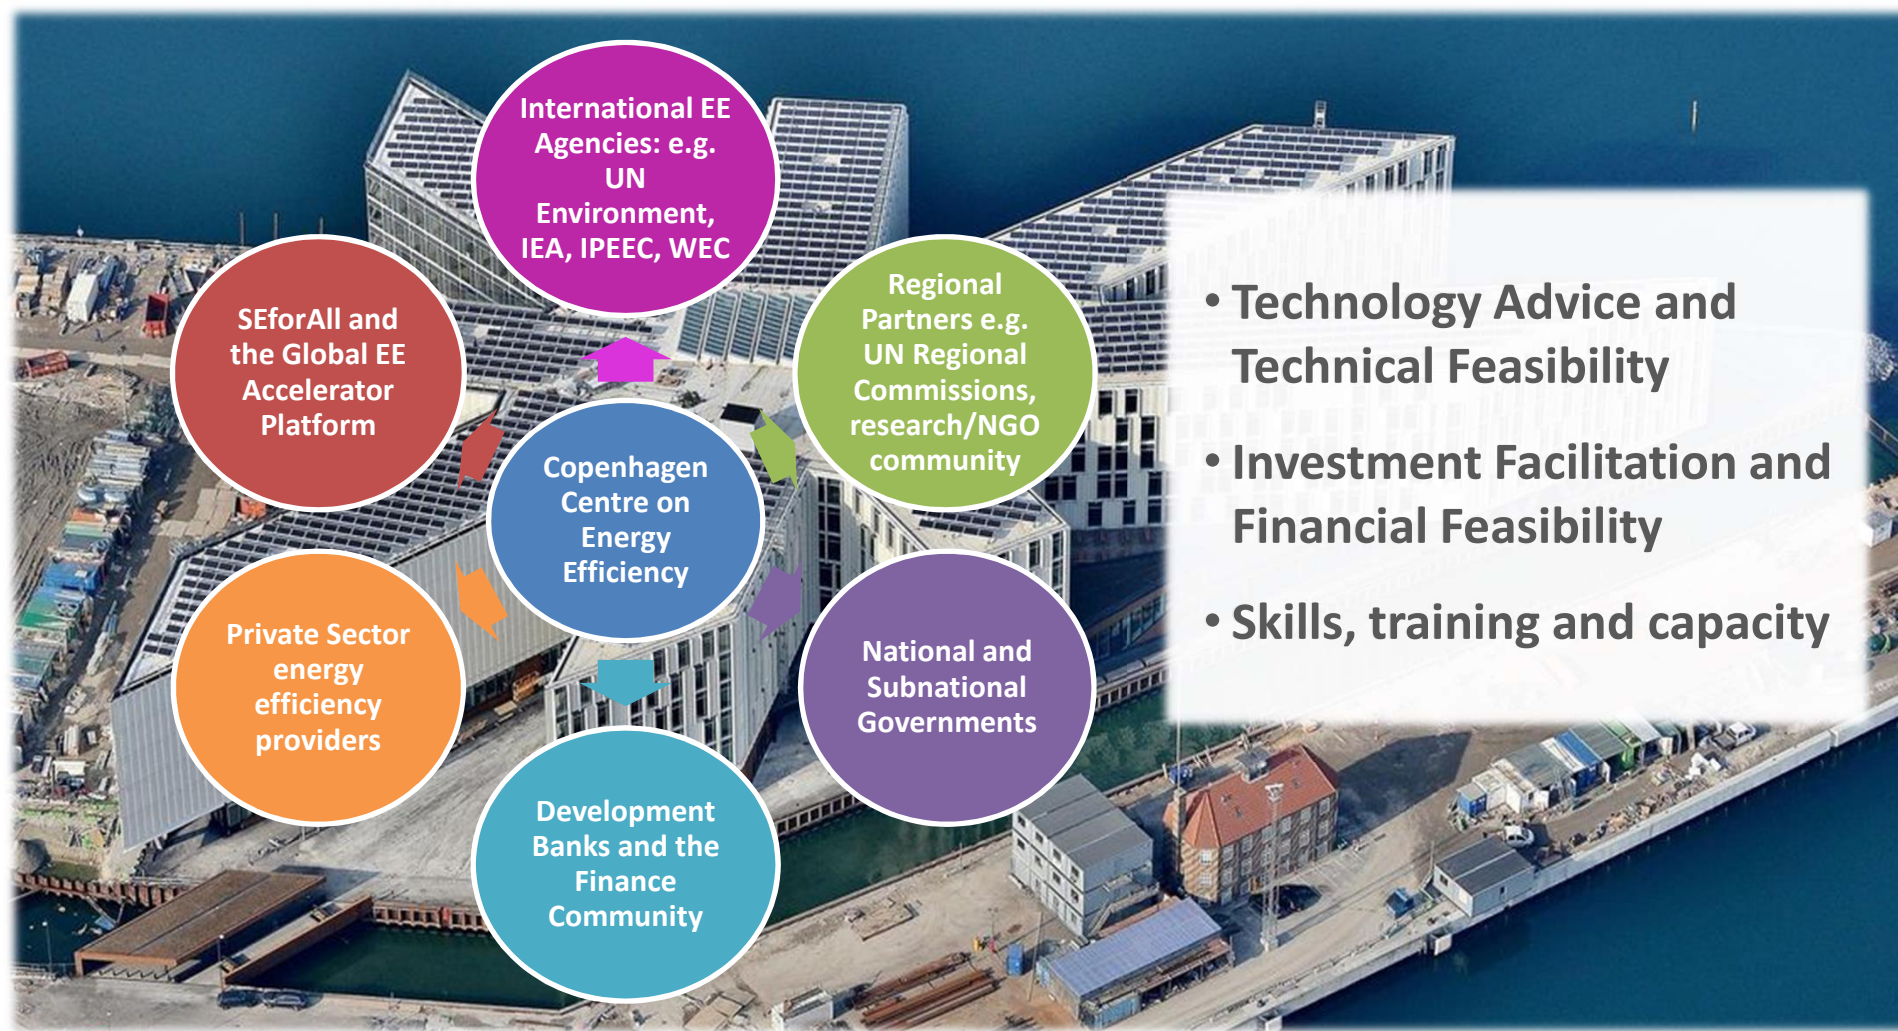 International EE
Agencies: e.g.
UN
Environment,
IEA, IPEEC, WEC
SEforAll and
the Global EE
Accelerator
Platform
Regional
Partners e.g.
UN Regional
Commissions,
research/NGO
community
Copenhagen
Centre on
Energy
Efficiency
Private Sector
energy
efficiency
providers
National and
Subnational
Governments
Development
Banks and the
Finance
Community
• Technology Advice and
Technical Feasibility
• Investment Facilitation and
Financial Feasibility
• Skills, training and capacity